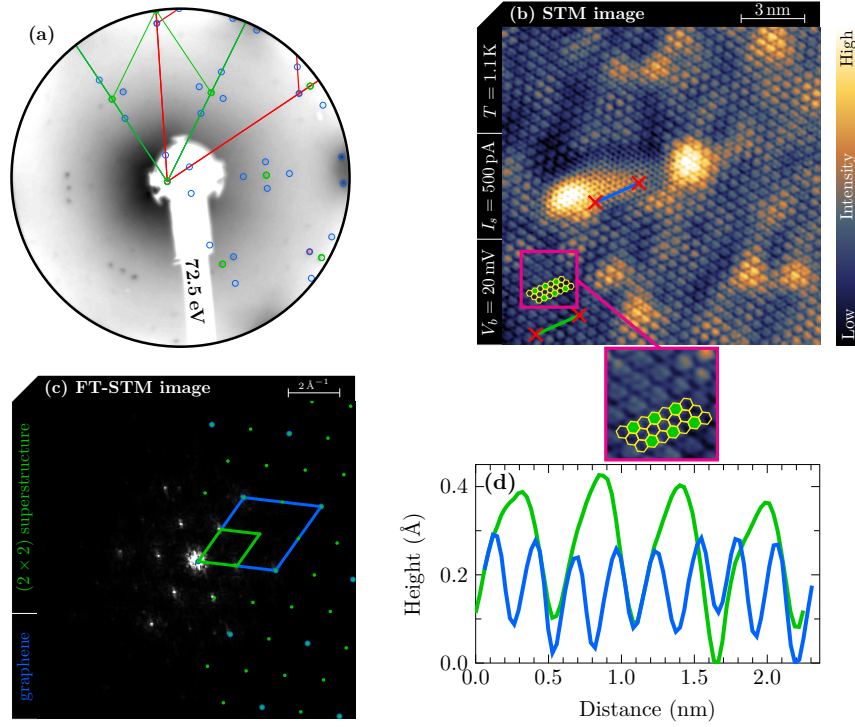 (a)
72.5 eV
(b) STM image
3 nm
T = 1.1 K
I_s = 500 pA
V_b = 20 mV
High
Intensity
Low
(c) FT-STM image
2 Å⁻¹
(2 × 2) superstructure
graphene
(d)
Height (Å)
0.4
0.2
0.0
0.0 0.5 1.0 1.5 2.0
Distance (nm)